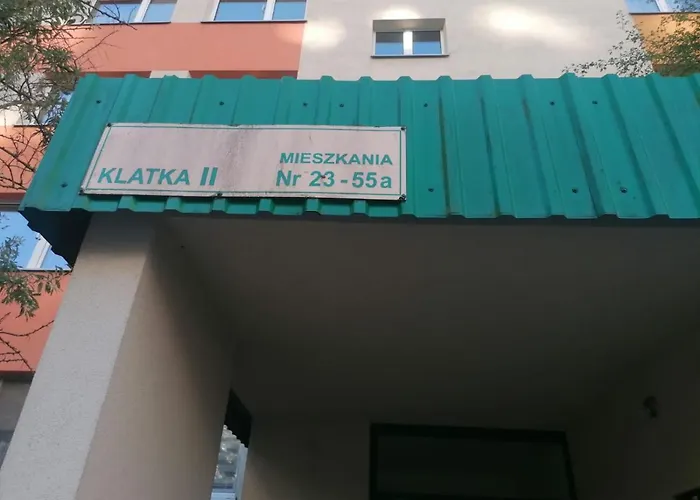 KLATKA II
MIESZKANIA
Nr 23 - 55a